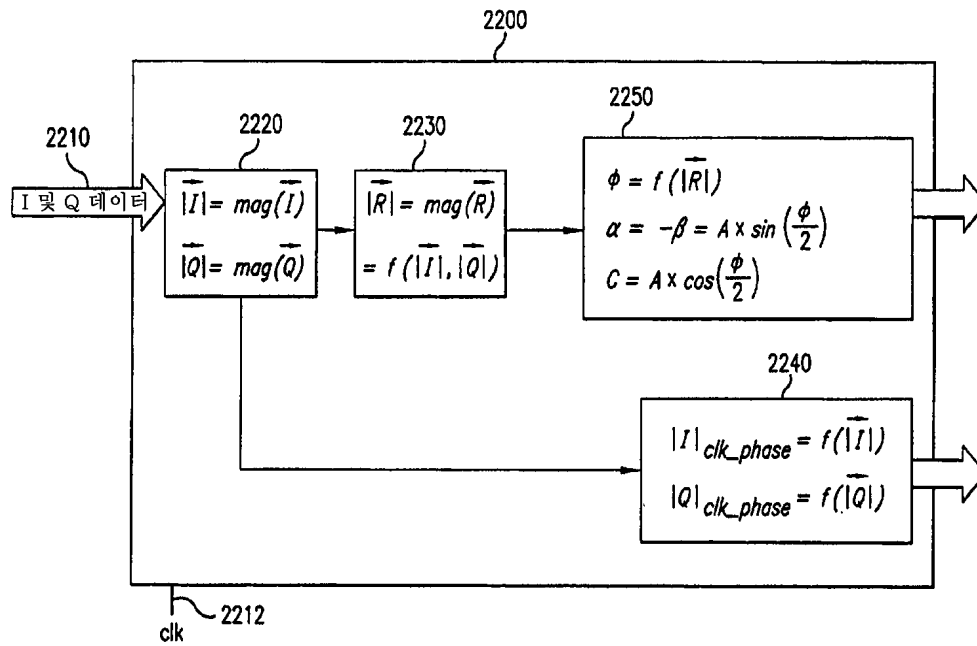 2200
2210
I 및 Q 데이터
2220
|I⃗| = mag(I⃗)
|Q⃗| = mag(Q⃗)
2230
|R⃗| = mag(R⃗)
= f(|I⃗|,|Q⃗|)
2250
ϕ = f(|R⃗|)
α = -β = A × sin(ϕ/2)
C = A × cos(ϕ/2)
2240
|I|clk_phase = f(|I⃗|)
|Q|clk_phase = f(|Q⃗|)
2212
clk